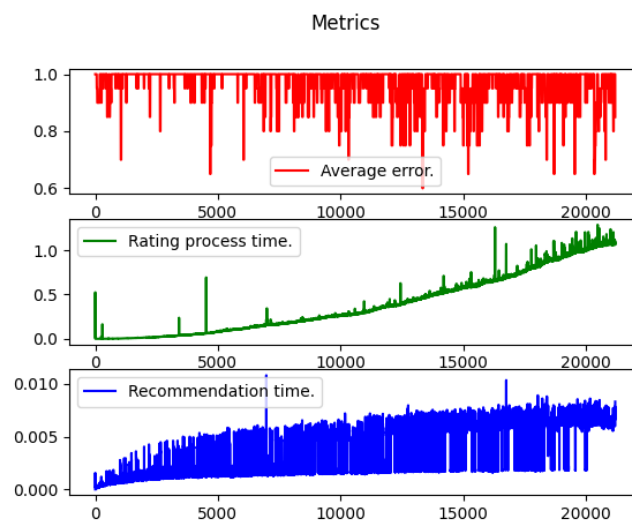 Metrics
1.0
0.8
0.6
Average error.
0 5000 10000 15000 20000
1.0
0.5
0.0
Rating process time.
0 5000 10000 15000 20000
0.010
0.005
0.000
Recommendation time.
0 5000 10000 15000 20000